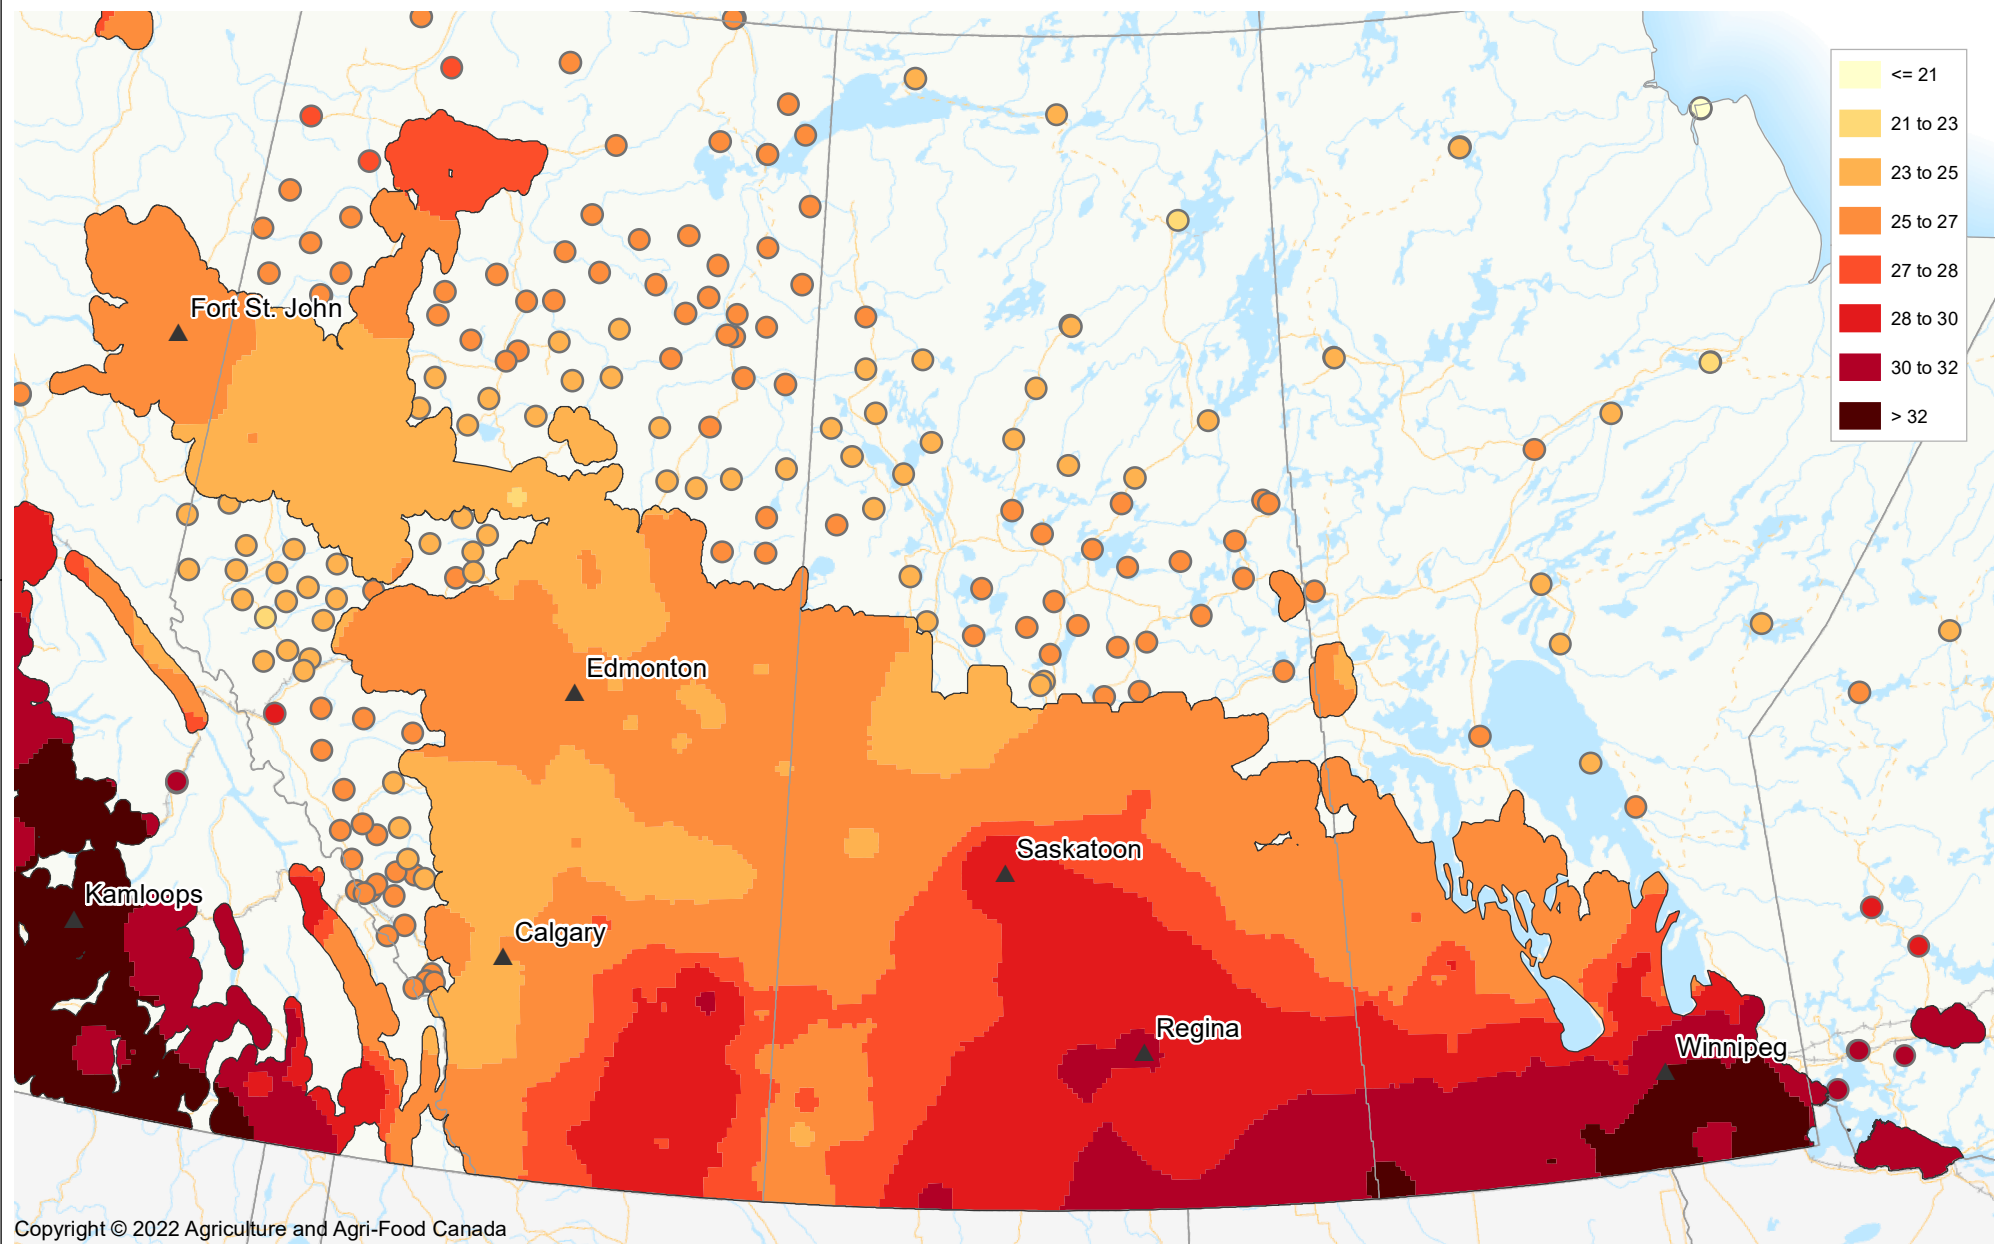 <= 21
21 to 23
23 to 25
25 to 27
27 to 28
28 to 30
30 to 32
> 32
Fort St. John
Edmonton
Saskatoon
Kamloops
Calgary
Regina
Winnipeg
Copyright © 2022 Agriculture and Agri-Food Canada